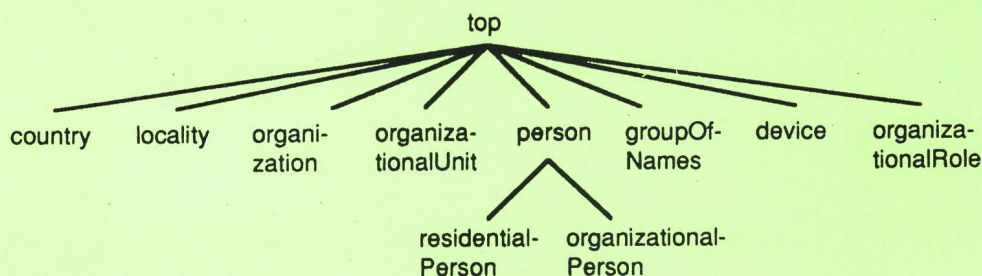 top
country locality organi- organiza- person groupOf- device organiza-
zation tionalUnit Names tionalRole
residential- organizational-
Person Person